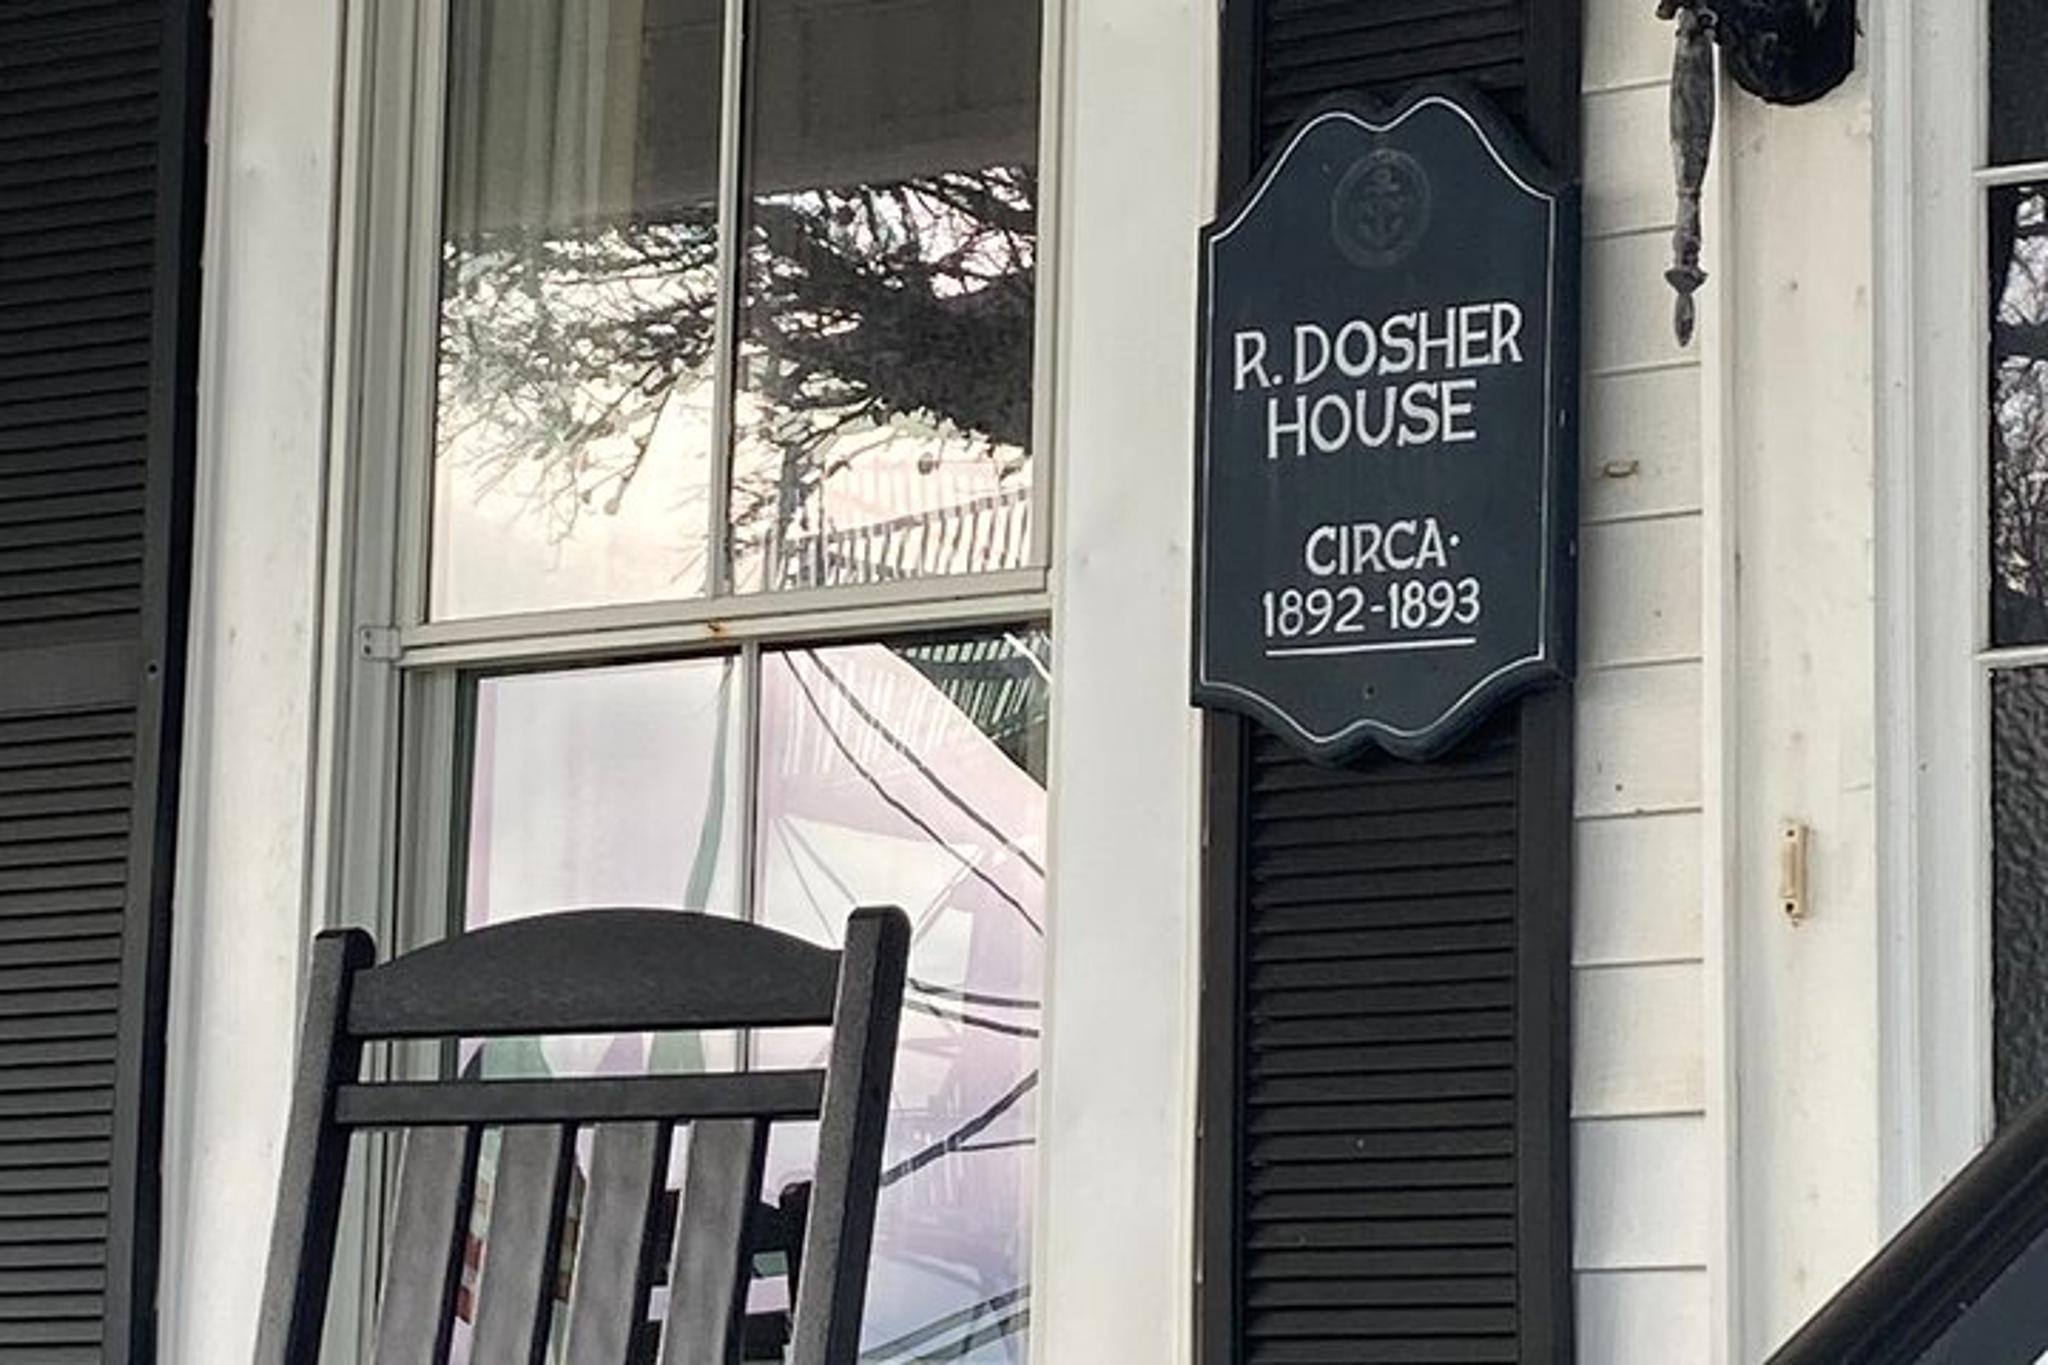 R. DOSHER
HOUSE
CIRCA·
1892-1893